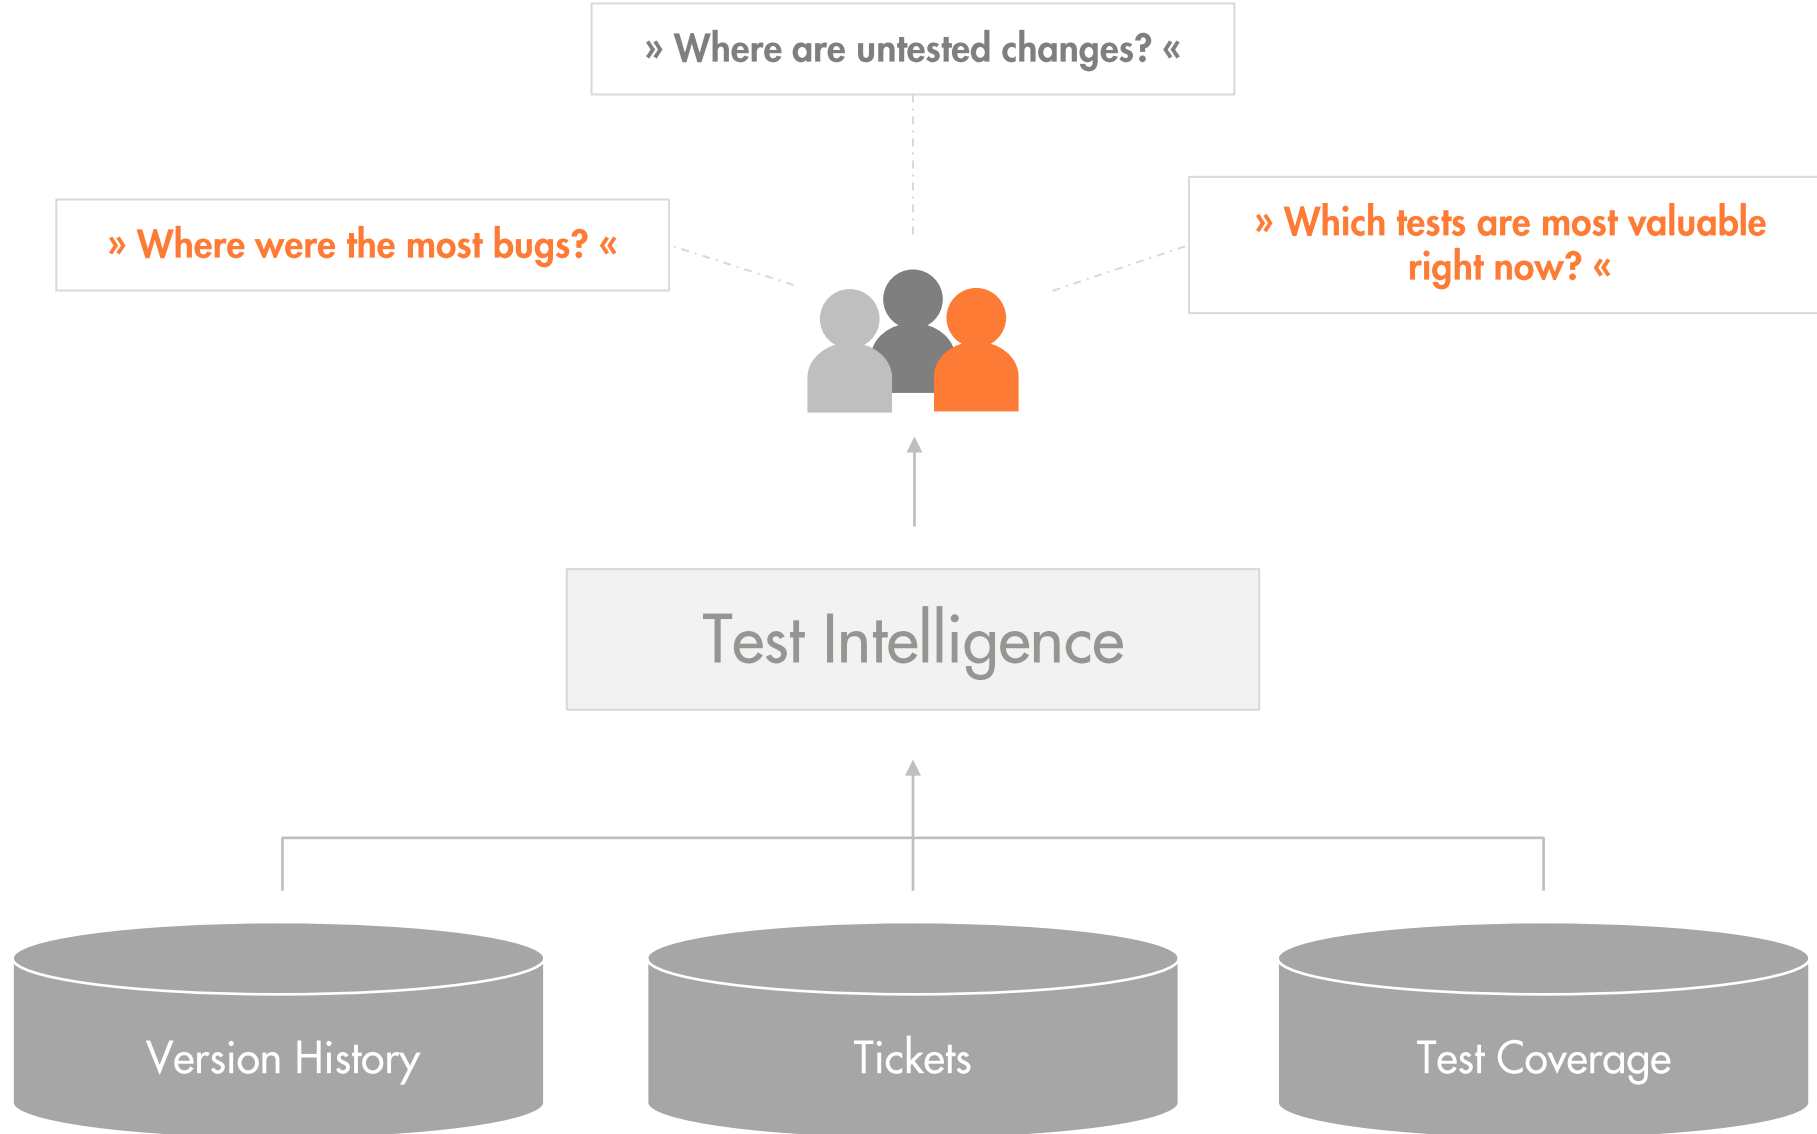 » Where are untested changes? «
» Where were the most bugs? «
» Which tests are most valuable
right now? «
Test Intelligence
Version History
Tickets
Test Coverage